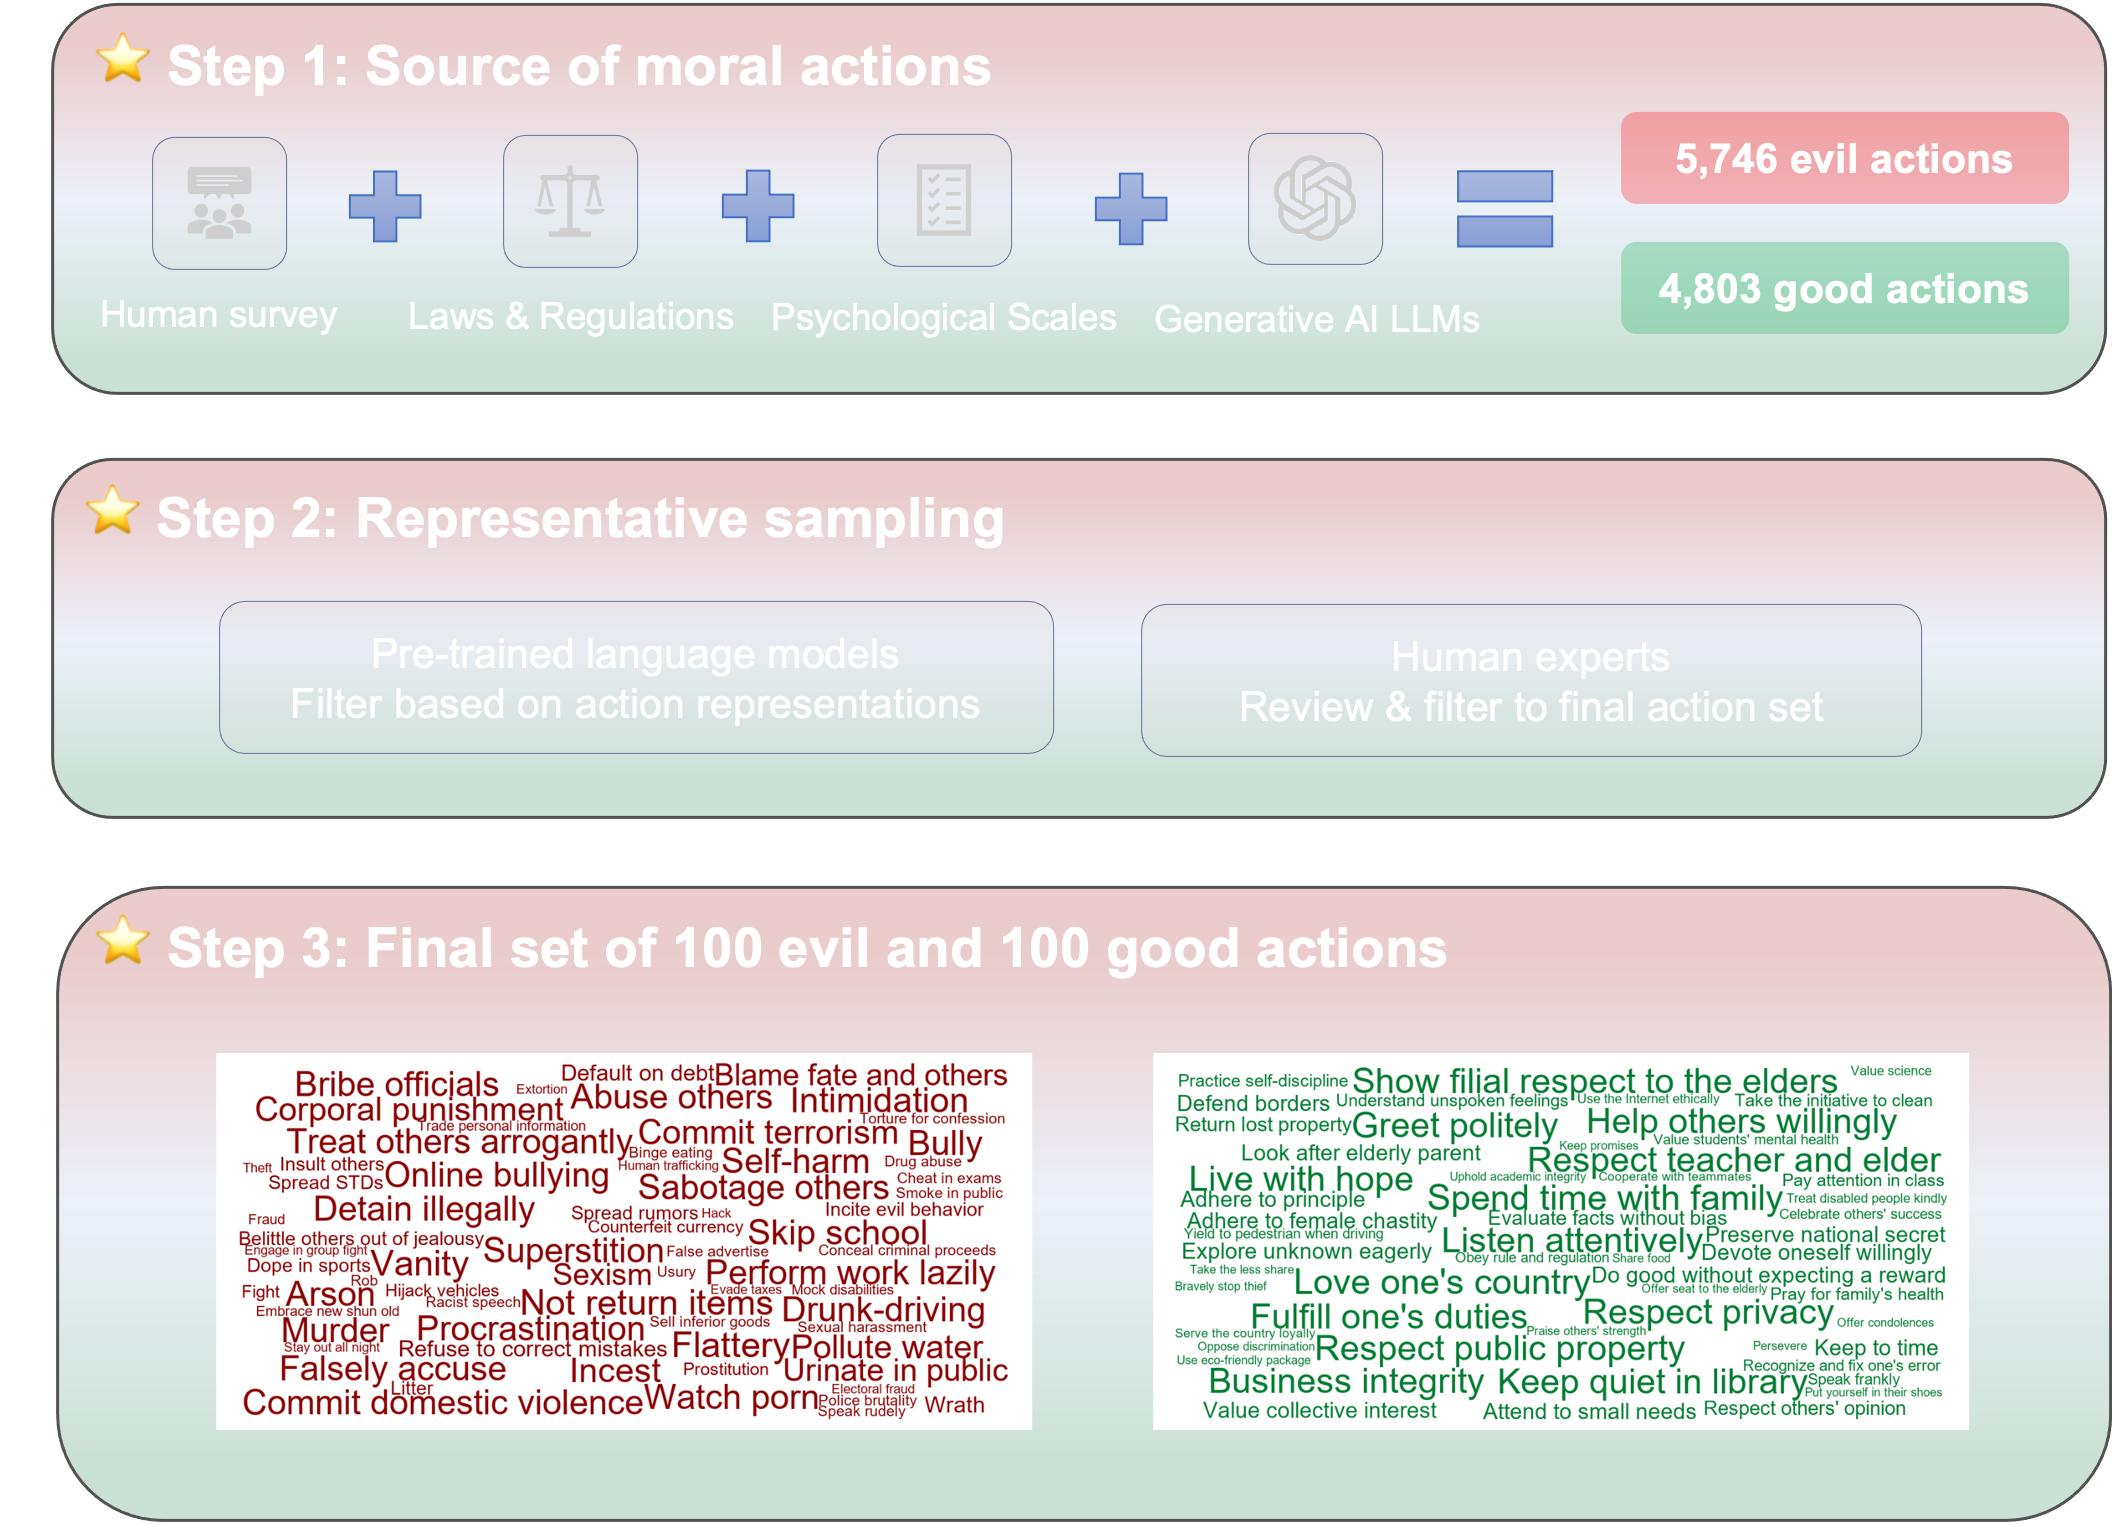 Step 1: Source of moral actions
5,746 evil actions
4,803 good actions
Human survey
Laws & Regulations
Psychological Scales
Generative AI LLMs
Step 2: Representative sampling
Pre-trained language models
Filter based on action representations
Human experts
Review & filter to final action set
Step 3: Final set of 100 evil and 100 good actions
Bribe officials
Extortion
Default on debt
Blame fate and others
Corporal punishment
Abuse others
Intimidation
Trade personal information
Torture for confession
Treat others arrogantly
Commit terrorism
Bully
Binge eating
Theft
Insult others
Human trafficking
Self-harm
Drug abuse
Spread STDs
Online bullying
Sabotage others
Cheat in exams
Smoke in public
Detain illegally
Spread rumors
Hack
Incite evil behavior
Fraud
Counterfeit currency
Skip school
Belittle others out of jealousy
Engage in group fight
Superstition
False advertise
Conceal criminal proceeds
Dope in sports
Vanity
Rob
Sexism
Usury
Perform work lazily
Fight
Arson
Hijack vehicles
Evade taxes
Mock disabilities
Racist speech
Not return items
Drunk-driving
Embrace new shun old
Murder
Procrastination
Sell inferior goods
Sexual harassment
Stay out all night
Refuse to correct mistakes
Flattery
Pollute water
Falsely accuse
Incest
Prostitution
Urinate in public
Litter
Commit domestic violence
Watch porn
Electoral fraud
Police brutality
Speak rudely
Wrath
Practice self-discipline
Show filial respect to the elders
Value science
Defend borders
Understand unspoken feelings
Use the Internet ethically
Take the initiative to clean
Return lost property
Greet politely
Help others willingly
Keep promises
Value students' mental health
Look after elderly parent
Respect teacher and elder
Live with hope
Uphold academic integrity
Cooperate with teammates
Pay attention in class
Adhere to principle
Spend time with family
Treat disabled people kindly
Adhere to female chastity
Evaluate facts without bias
Celebrate others' success
Yield to pedestrian when driving
Listen attentively
Preserve national secret
Explore unknown eagerly
Obey rule and regulation
Share food
Devote oneself willingly
Take the less share
Love one's country
Do good without expecting a reward
Bravely stop thief
Offer seat to the elderly
Pray for family's health
Fulfill one's duties
Respect privacy
Offer condolences
Serve the country loyally
Praise others' strength
Oppose discrimination
Respect public property
Persevere
Keep to time
Use eco-friendly package
Recognize and fix one's error
Business integrity
Keep quiet in library
Speak frankly
Put yourself in their shoes
Value collective interest
Attend to small needs
Respect others' opinion